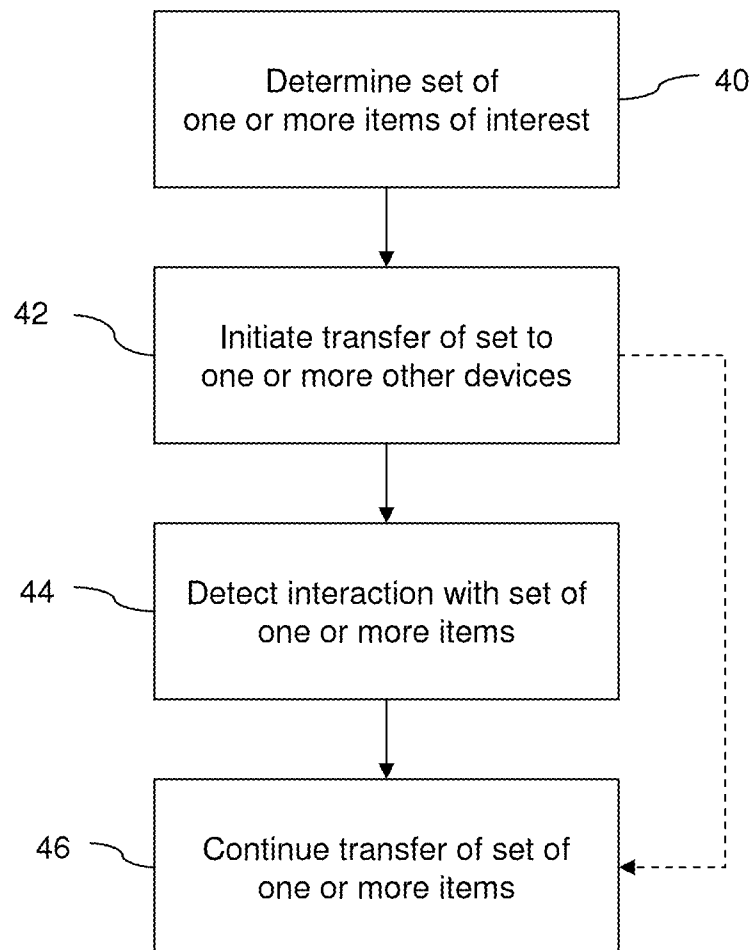 Determine set of
one or more items of interest
40
42
Initiate transfer of set to
one or more other devices
44
Detect interaction with set of
one or more items
46
Continue transfer of set of
one or more items